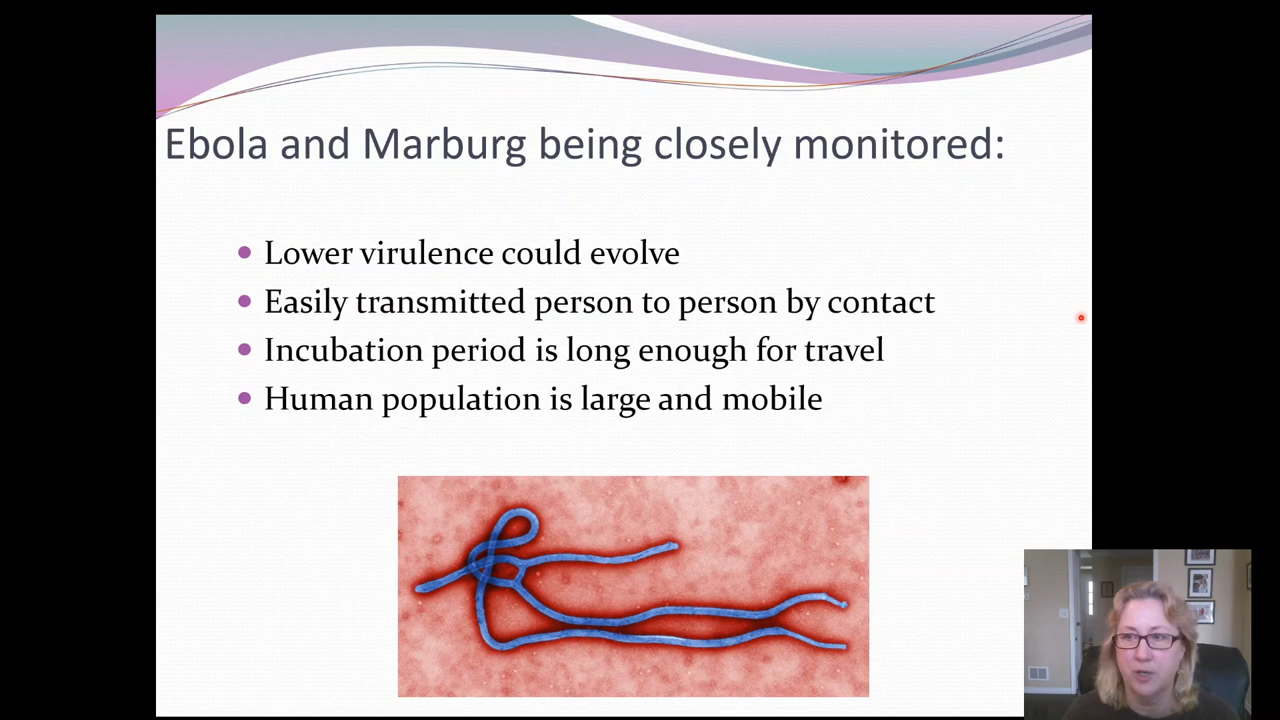 Ebola and Marburg being closely monitored:
Lower virulence could evolve
Easily transmitted person to person by contact
Incubation period is long enough for travel
Human population is large and mobile